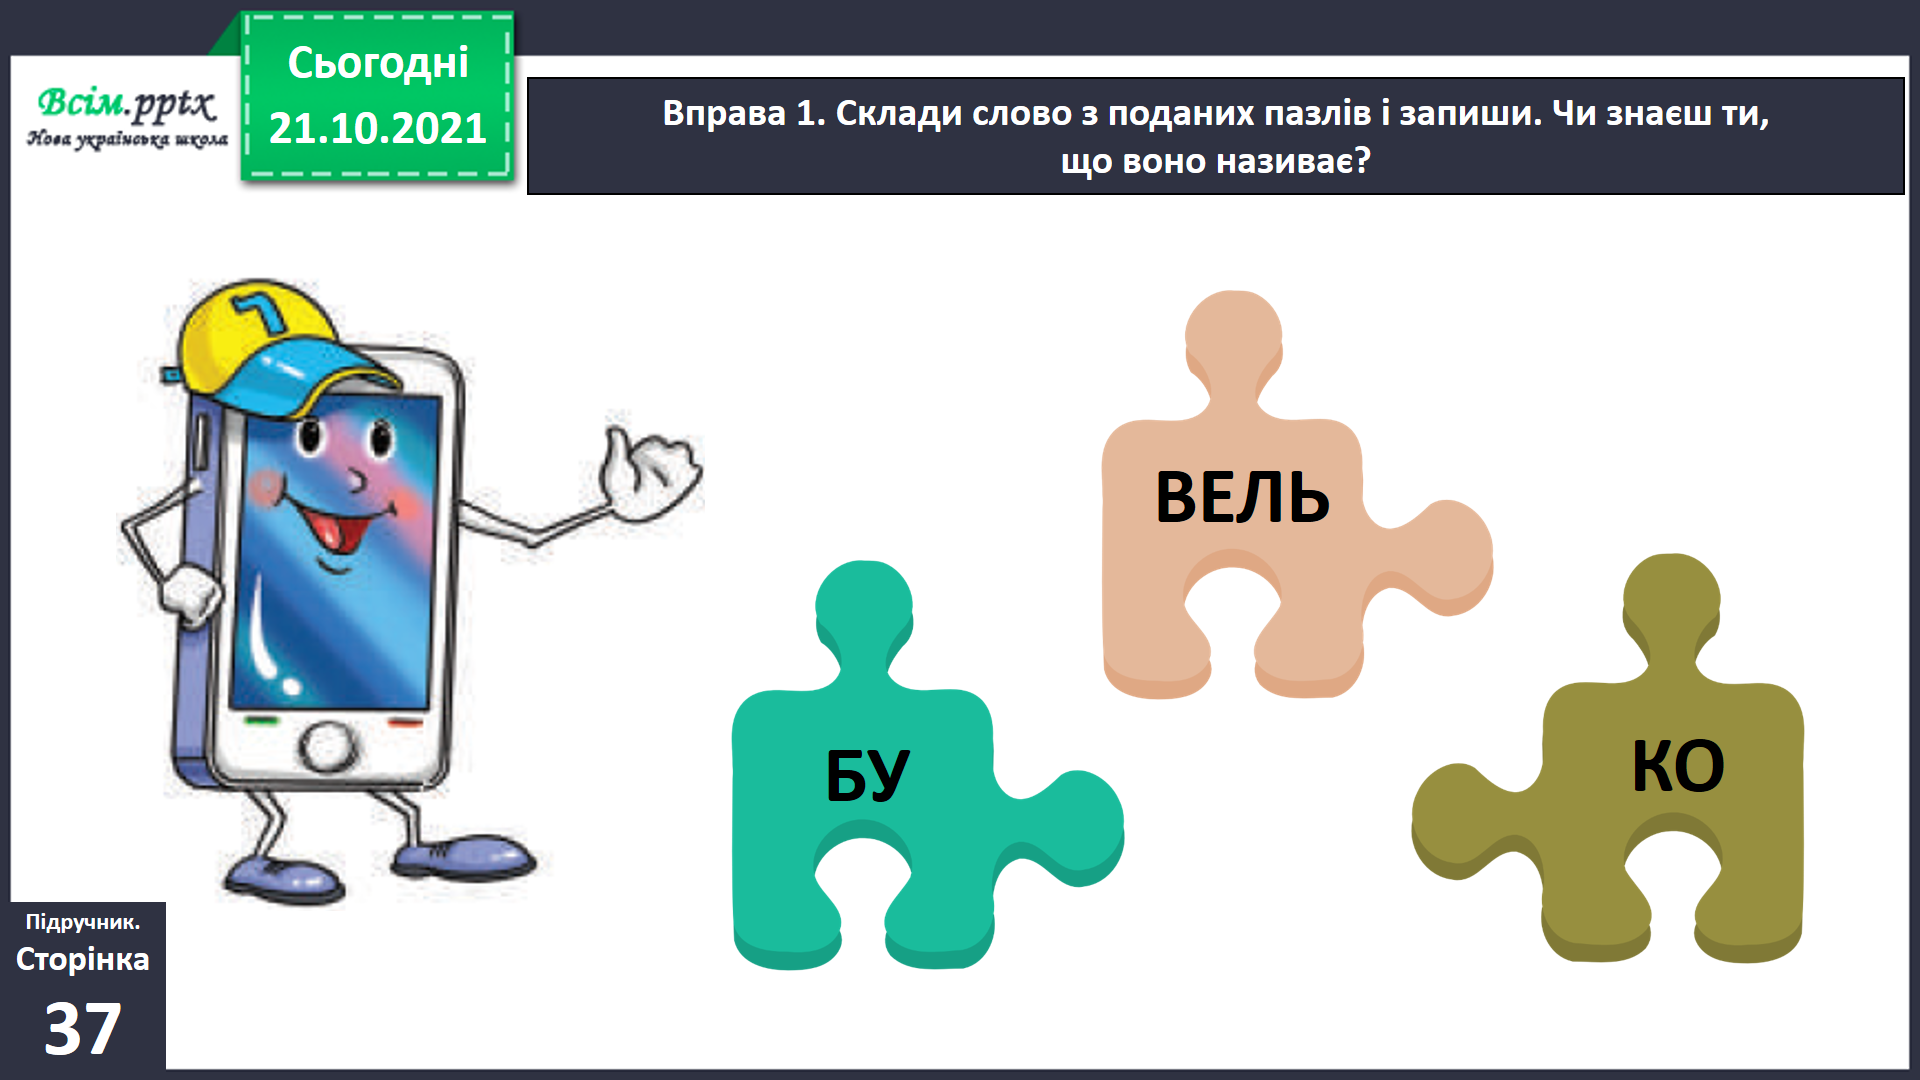 Сьогодні
21.10.2021
Всім.pptx
Нова українська школа
Вправа 1. Склади слово з поданих пазлів і запиши. Чи знаєш ти,
що воно називає?
ВЕЛЬ
БУ
КО
Підручник.
Сторінка
37